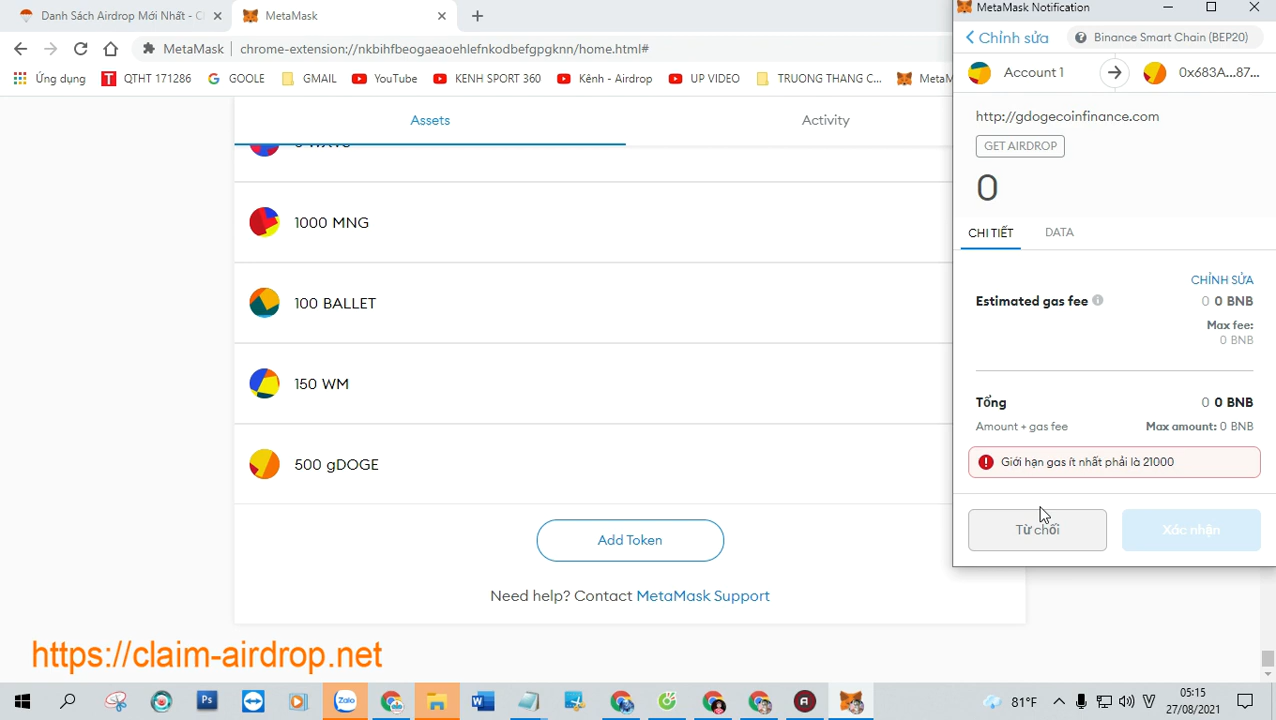 Danh Sách Airdrop Mới Nhất - C
MetaMask
MetaMask
chrome-extension://nkbihfbeogaeaoehlefnkodbefgpgknn/home.html#
Ứng dụng
QTHT 171286
GOOLE
GMAIL
YouTube
KENH SPORT 360
Kênh - Airdrop
UP VIDEO
TRUONG THANG C...
MetaM
Assets
Activity
1000 MNG
100 BALLET
150 WM
500 gDOGE
Add Token
Need help? Contact MetaMask Support
https://claim-airdrop.net
MetaMask Notification
Chỉnh sửa
Binance Smart Chain (BEP20)
Account 1
0x683A...87...
http://gdogecoinfinance.com
GET AIRDROP
0
CHI TIẾT
DATA
CHỈNH SỬA
Estimated gas fee
0 0 BNB
Max fee:
0 BNB
Tổng
0 0 BNB
Amount + gas fee
Max amount: 0 BNB
Giới hạn gas ít nhất phải là 21000
Từ chối
Xác nhận
Zalo
81°F
05:15
27/08/2021